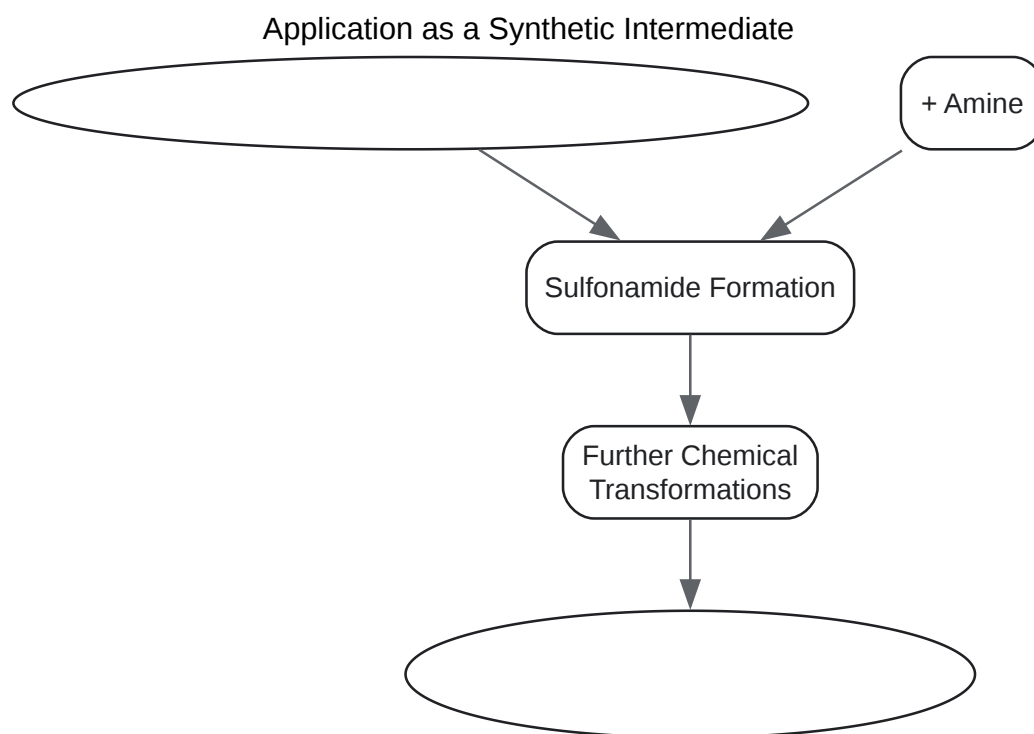 Application as a Synthetic Intermediate
+ Amine
Sulfonamide Formation
Further Chemical
Transformations